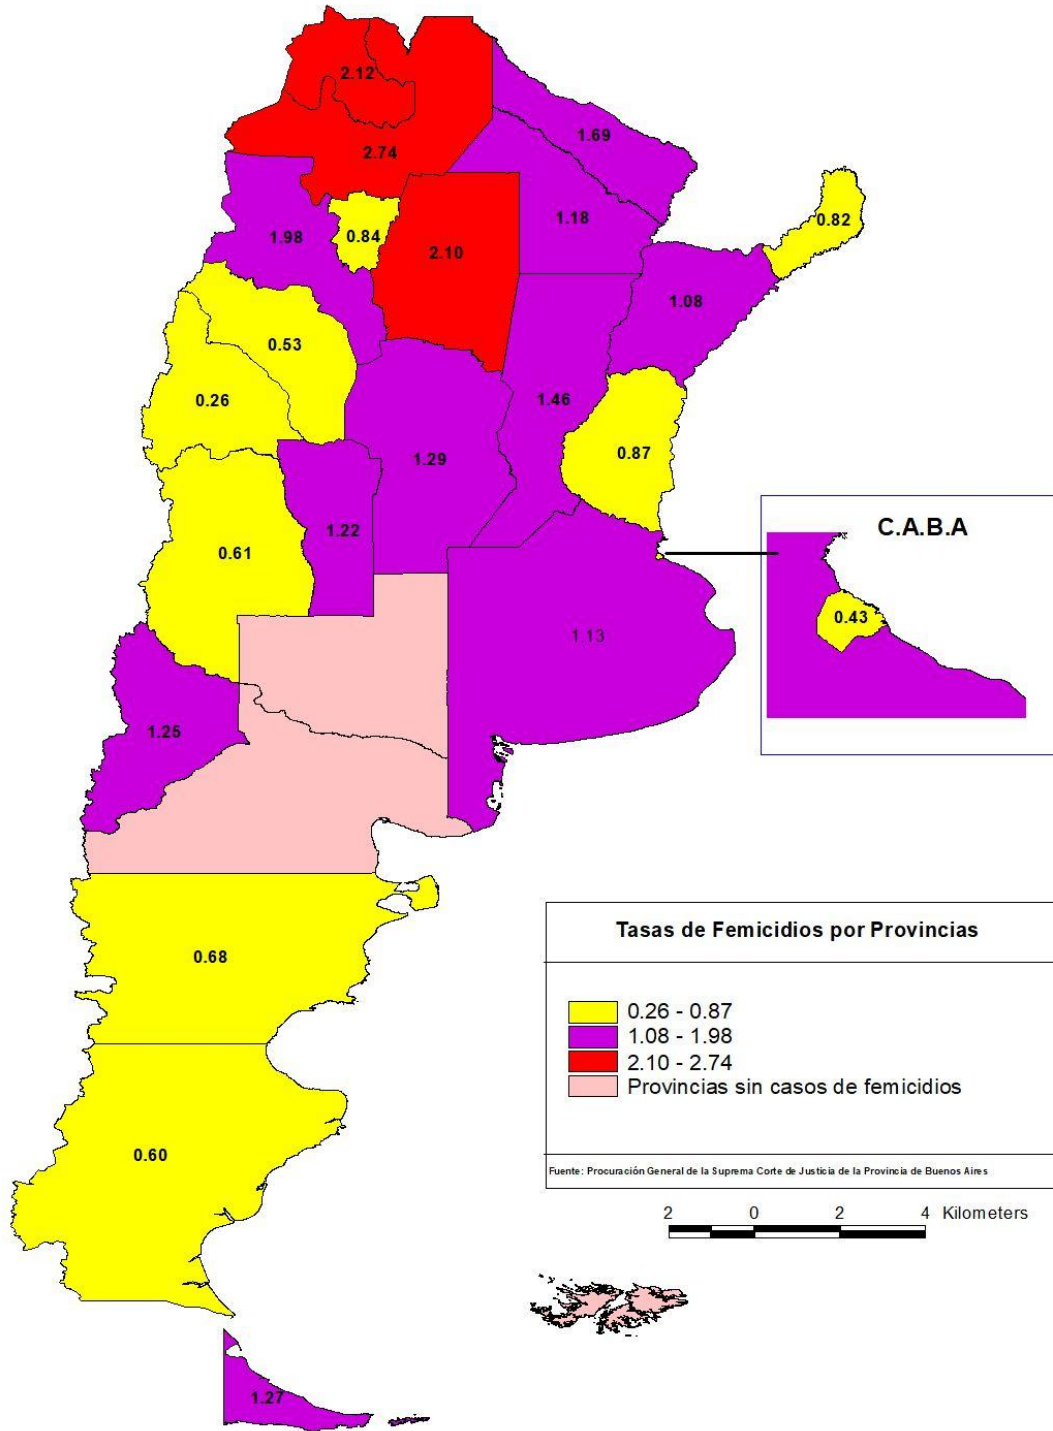 2.12
2.74
1.69
1.18
0.82
1.98
0.84
2.10
1.08
0.53
0.26
1.46
0.87
1.29
0.61
1.22
C.A.B.A
0.43
1.13
1.25
0.68
0.60
1.27
Tasas de Femicidios por Provincias
0.26 - 0.87
1.08 - 1.98
2.10 - 2.74
Provincias sin casos de femicidios
Fuente: Procuración General de la Suprema Corte de Justicia de la Provincia de Buenos Aires
2 0 2 4 Kilometers